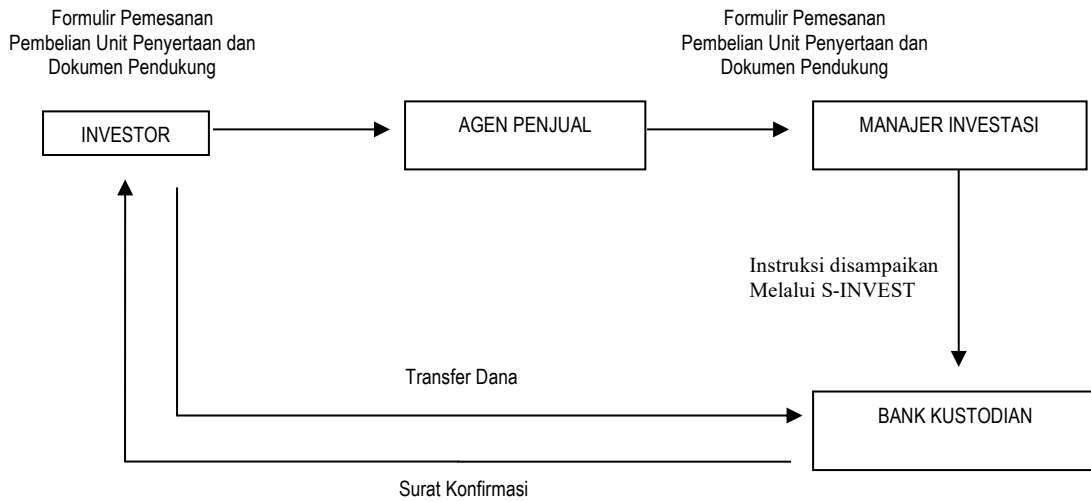 Formulir Pemesanan
Pembelian Unit Penyertaan dan
Dokumen Pendukung
Formulir Pemesanan
Pembelian Unit Penyertaan dan
Dokumen Pendukung
INVESTOR
AGEN PENJUAL
MANAJER INVESTASI
Instruksi disampaikan
Melalui S-INVEST
Transfer Dana
BANK KUSTODIAN
Surat Konfirmasi